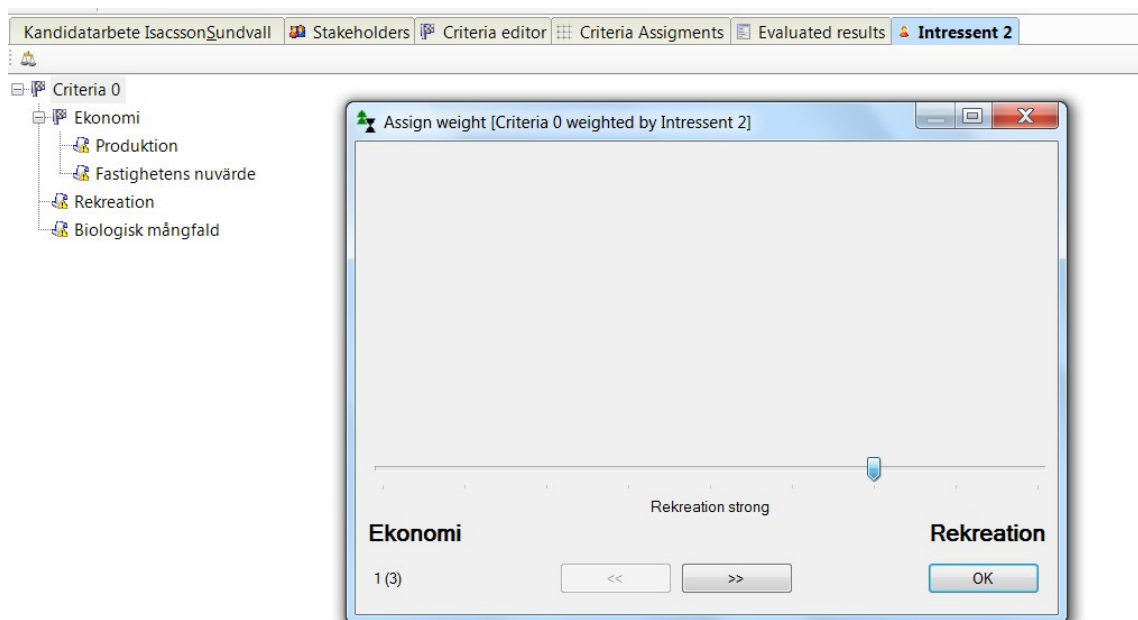 Kandidatarbete IsacssonSundvall Stakeholders Criteria editor Criteria Assigments Evaluated results Intressent 2
Criteria 0
Ekonomi
Produktion
Fastighetens nuvärde
Rekreation
Biologisk mångfald
Assign weight [Criteria 0 weighted by Intressent 2]
Rekreation strong
Ekonomi Rekreation
1 (3) << >> OK